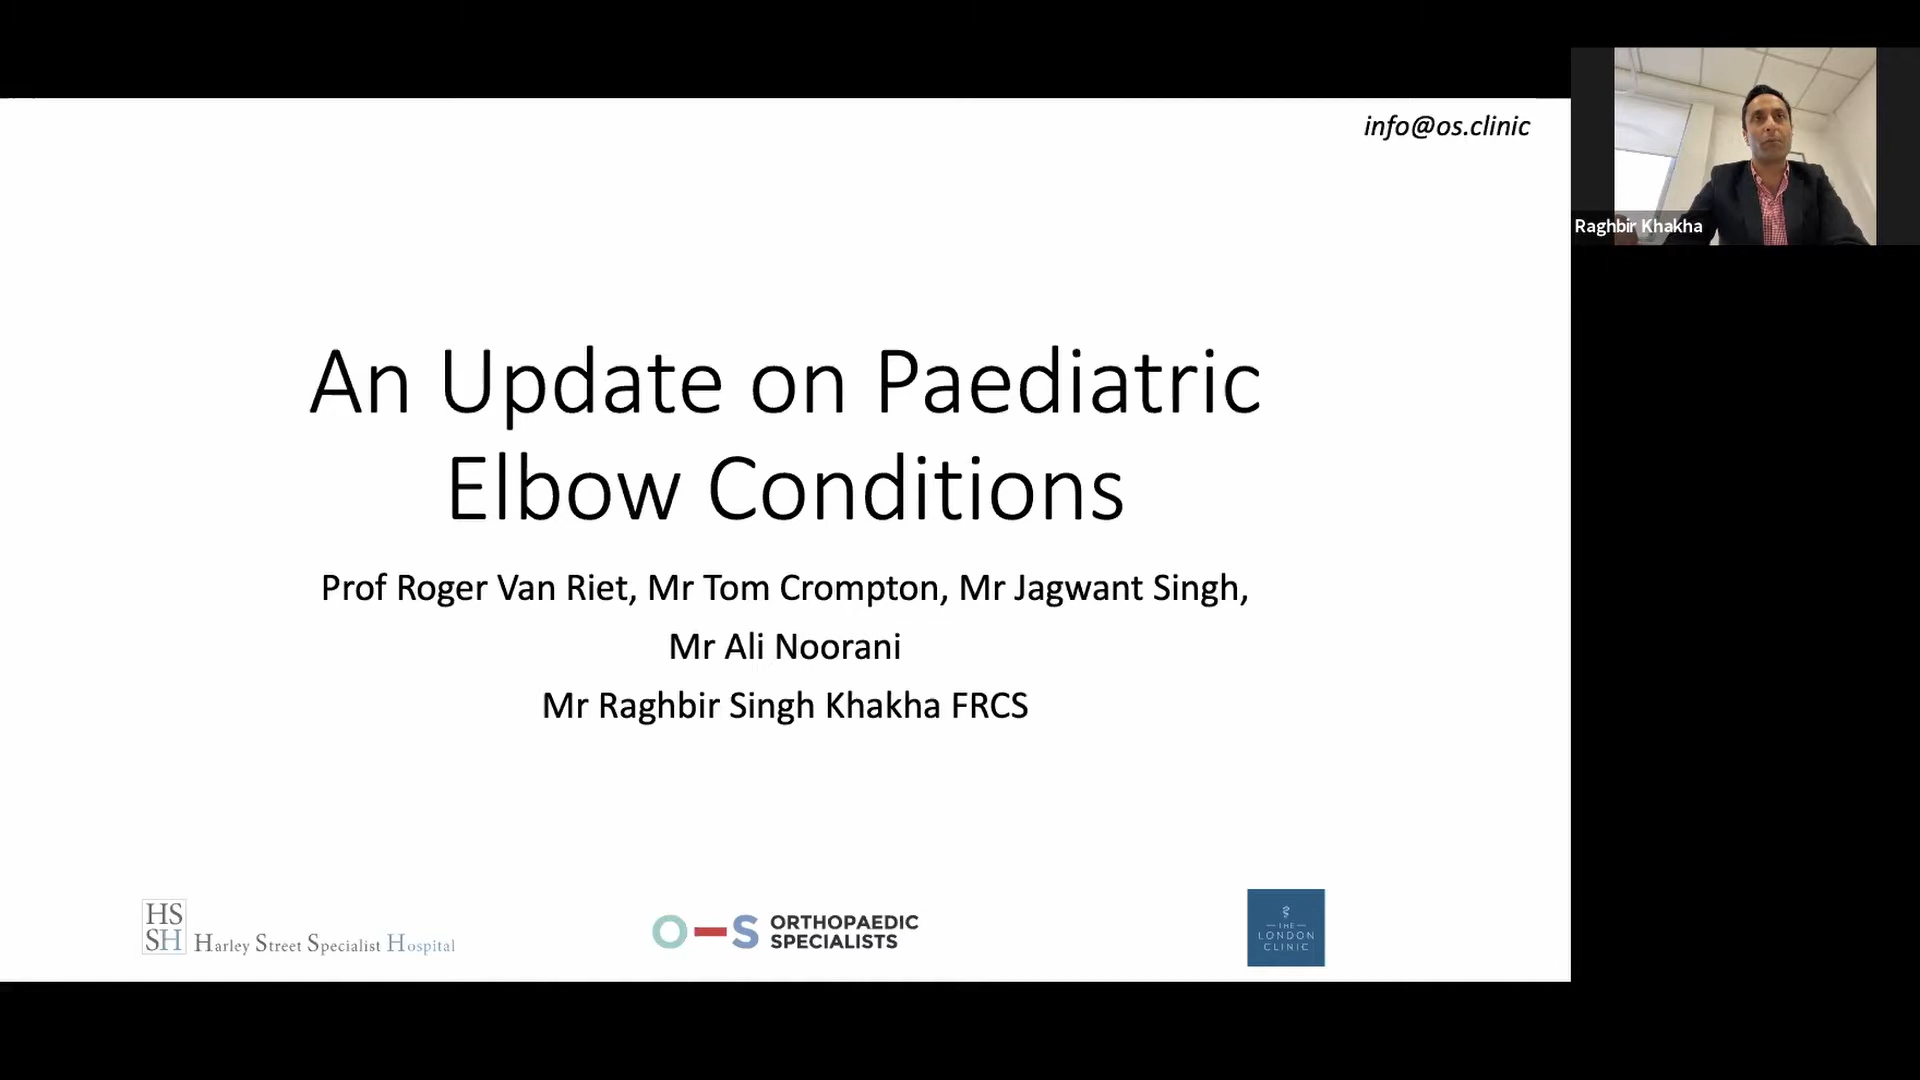 info@os.clinic
Raghbir Khakha
An Update on Paediatric
Elbow Conditions
Prof Roger Van Riet, Mr Tom Crompton, Mr Jagwant Singh,
Mr Ali Noorani
Mr Raghbir Singh Khakha FRCS
HS
SH Harley Street Specialist Hospital
O-S ORTHOPAEDIC
SPECIALISTS
THE
LONDON
CLINIC